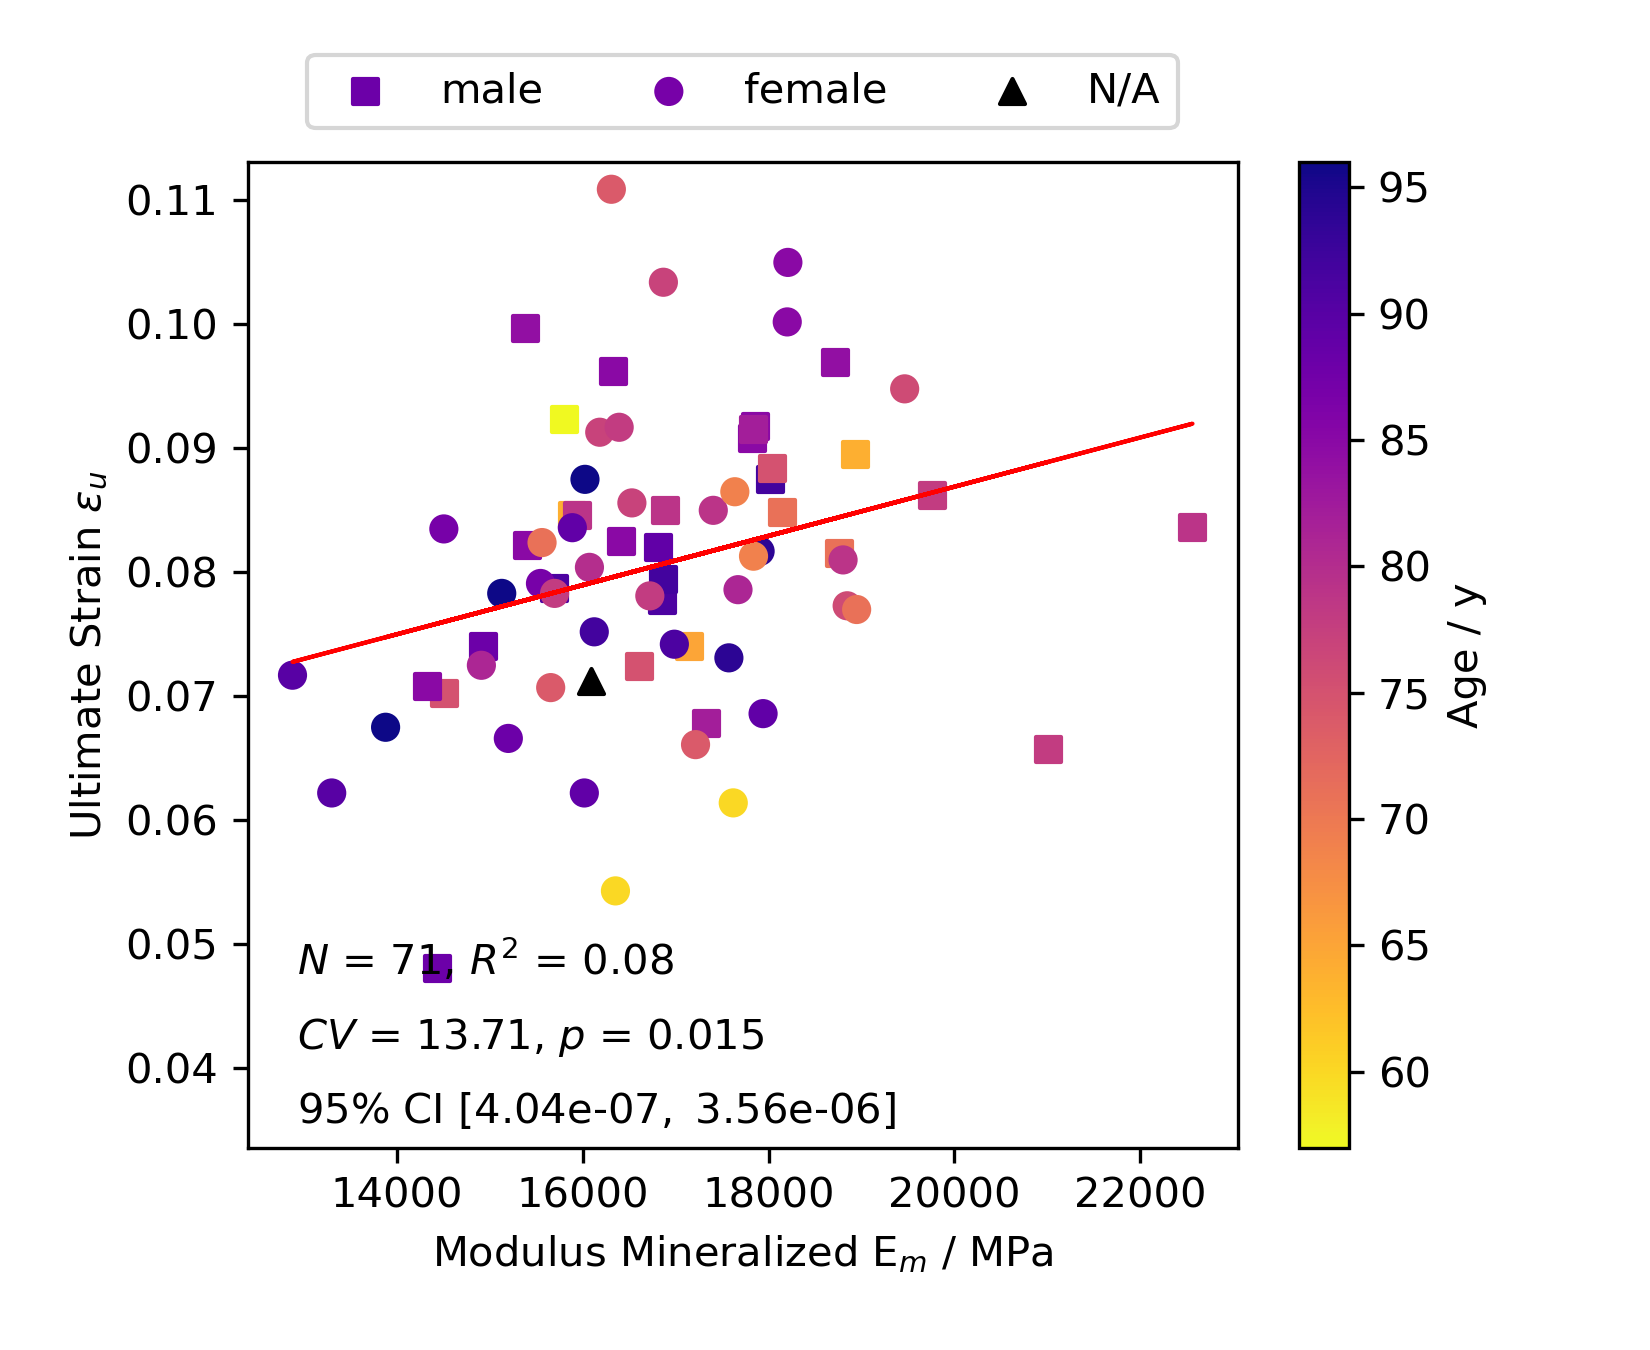 male female N/A
0.11
0.10
0.09
0.08
0.07
0.06
0.05
0.04
Ultimate Strain εu
N = 71, R² = 0.08
CV = 13.71, p = 0.015
95% CI [4.04e-07, 3.56e-06]
14000 16000 18000 20000 22000
Modulus Mineralized Em / MPa
95
90
85
80
75
70
65
60
Age / y